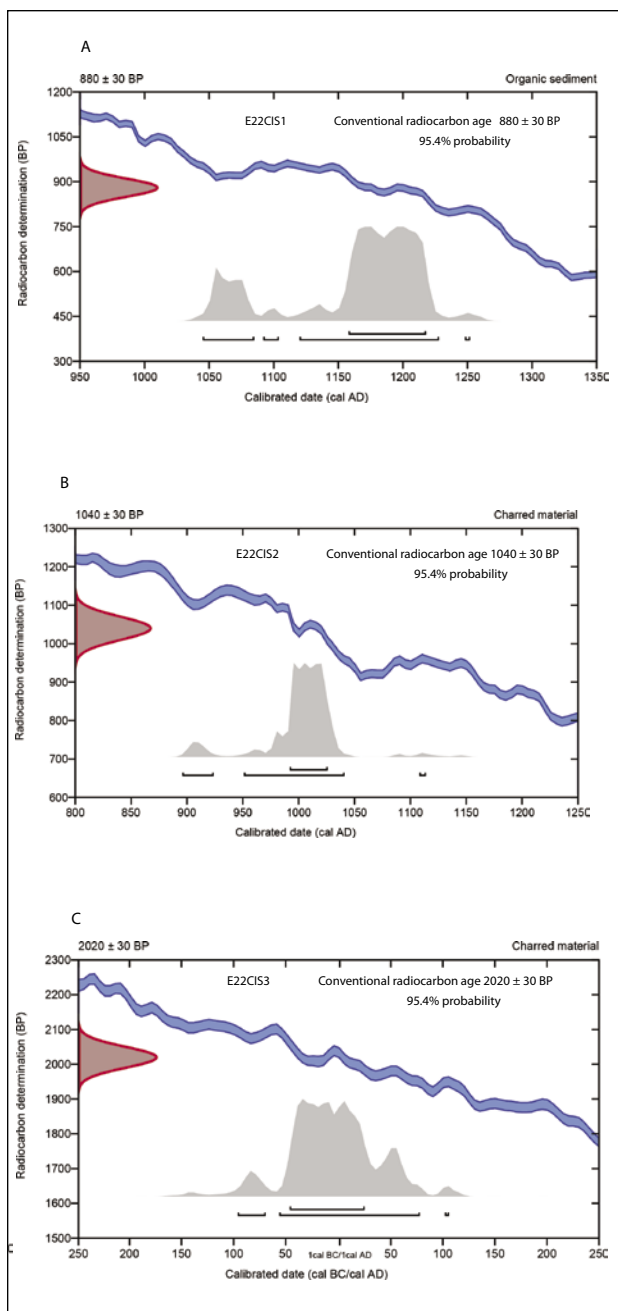 A
880 ± 30 BP Organic sediment
1200
E22CIS1 Conventional radiocarbon age 880 ± 30 BP
95.4% probability
1050
900
750
600
450
300
Radiocarbon determination (BP)
950 1000 1050 1100 1150 1200 1250 1300 1350
Calibrated date (cal AD)
B
1040 ± 30 BP Charred material
1300
E22CIS2 Conventional radiocarbon age 1040 ± 30 BP
95.4% probability
1200
1100
1000
900
800
700
600
Radiocarbon determination (BP)
800 850 900 950 1000 1050 1100 1150 1200 1250
Calibrated date (cal AD)
C
2020 ± 30 BP Charred material
2300
E22CIS3 Conventional radiocarbon age 2020 ± 30 BP
95.4% probability
2200
2100
2000
1900
1800
1700
1600
1500
Radiocarbon determination (BP)
250 200 150 100 50 1cal BC/1cal AD 50 100 150 200 250
Calibrated date (cal BC/cal AD)